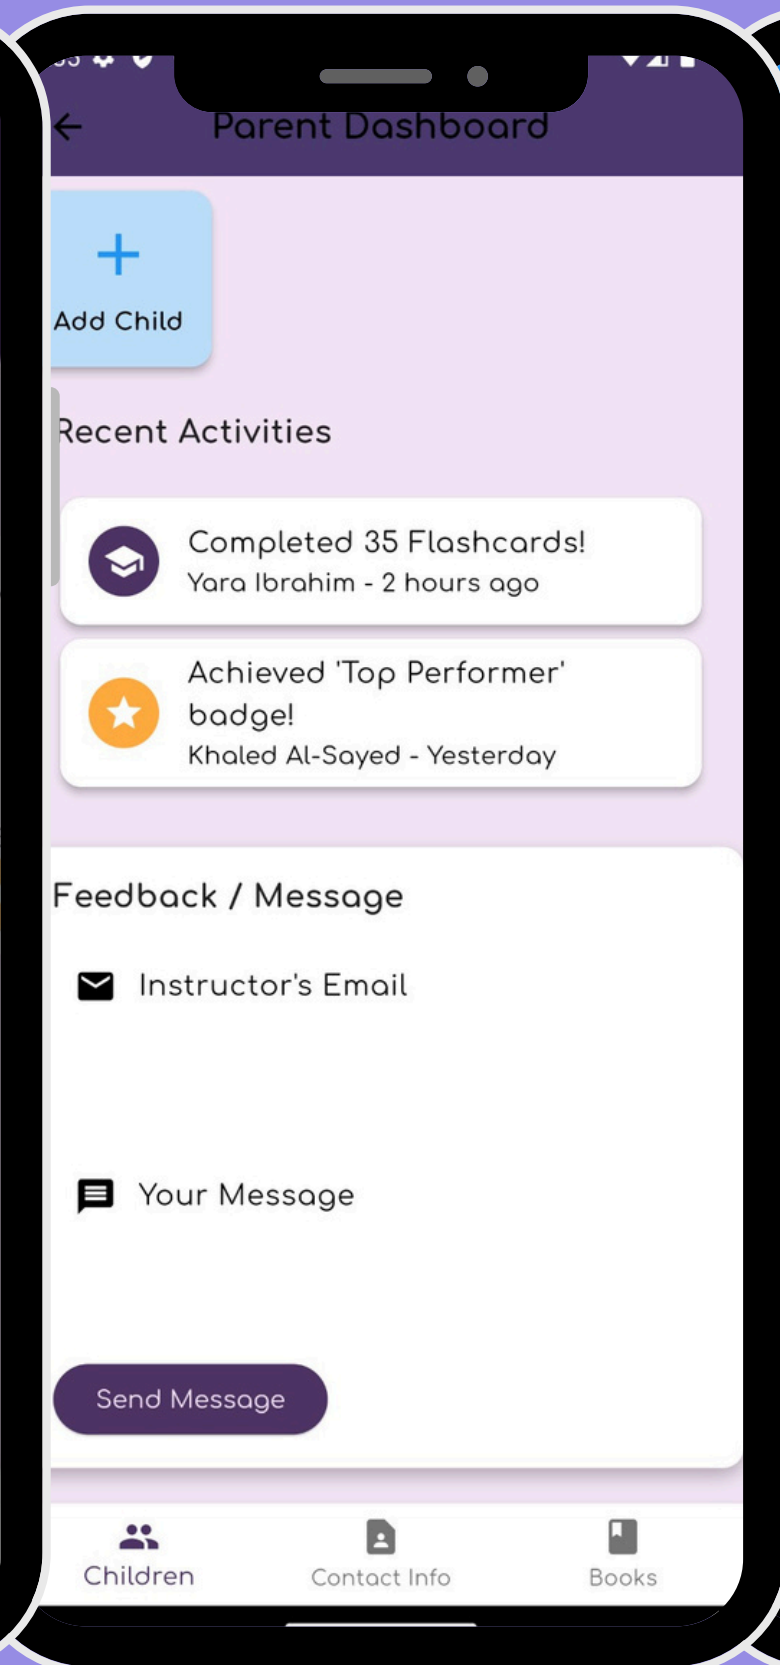 Parent Dashboard
Add Child
Recent Activities
Completed 35 Flashcards!
Yara Ibrahim - 2 hours ago
Achieved 'Top Performer'
badge!
Khaled Al-Sayed - Yesterday
Feedback / Message
Instructor's Email
Your Message
Send Message
Children
Contact Info
Books